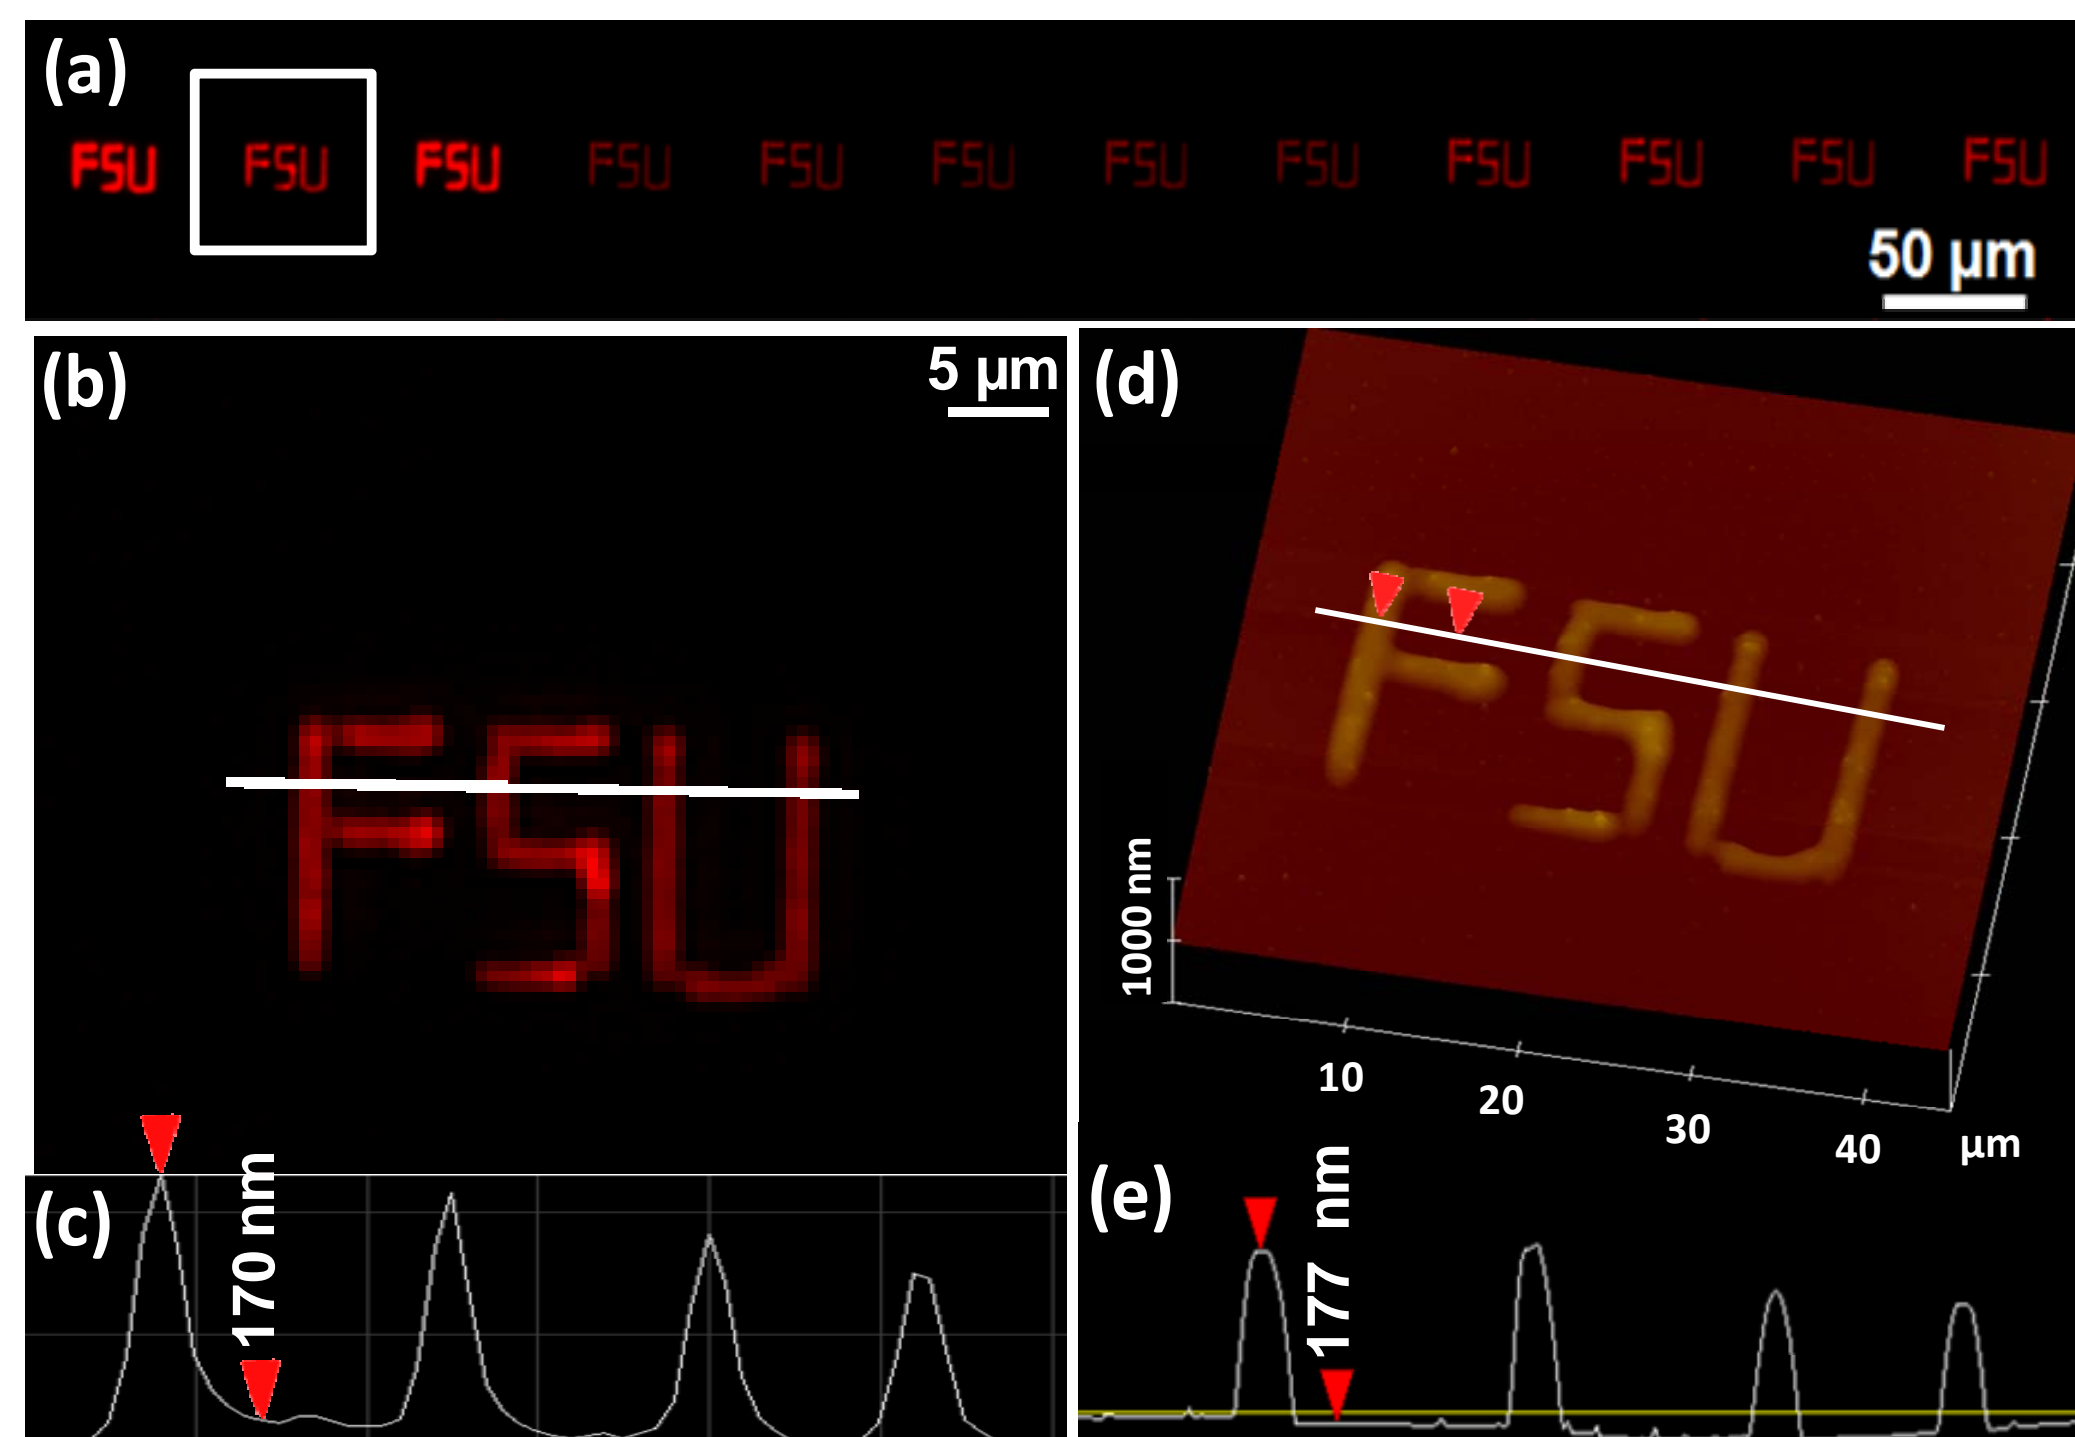 (a)
FSU FSU FSU FSU FSU FSU FSU FSU FSU FSU FSU FSU
50 µm
(b)
5 µm
FSU
(c)
170 nm
(d)
FSU
1000 nm
10 20 30 40 µm
(e)
177 nm